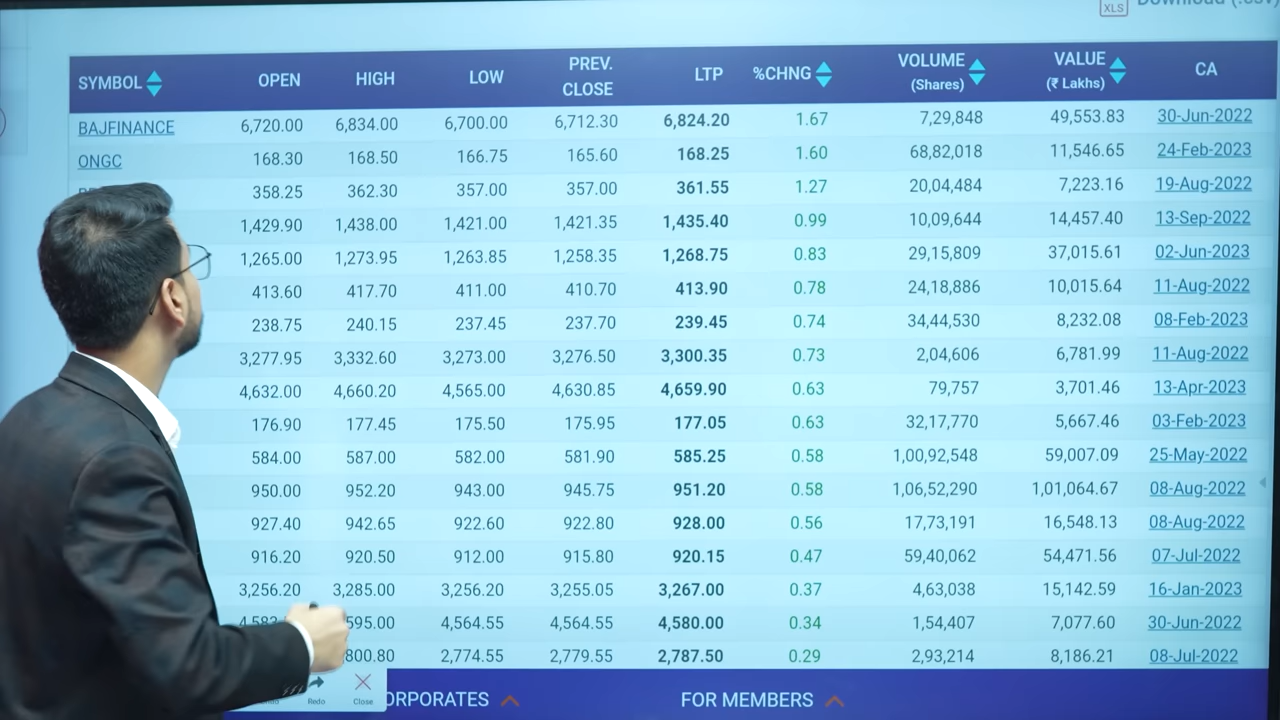 XLS Download (.csv)
SYMBOL OPEN HIGH LOW PREV. CLOSE LTP %CHNG VOLUME (Shares) VALUE (₹ Lakhs) CA
BAJFINANCE 6,720.00 6,834.00 6,700.00 6,712.30 6,824.20 1.67 7,29,848 49,553.83 30-Jun-2022
ONGC 168.30 168.50 166.75 165.60 168.25 1.60 68,82,018 11,546.65 24-Feb-2023
358.25 362.30 357.00 357.00 361.55 1.27 20,04,484 7,223.16 19-Aug-2022
1,429.90 1,438.00 1,421.00 1,421.35 1,435.40 0.99 10,09,644 14,457.40 13-Sep-2022
1,265.00 1,273.95 1,263.85 1,258.35 1,268.75 0.83 29,15,809 37,015.61 02-Jun-2023
413.60 417.70 411.00 410.70 413.90 0.78 24,18,886 10,015.64 11-Aug-2022
238.75 240.15 237.45 237.70 239.45 0.74 34,44,530 8,232.08 08-Feb-2023
3,277.95 3,332.60 3,273.00 3,276.50 3,300.35 0.73 2,04,606 6,781.99 11-Aug-2022
4,632.00 4,660.20 4,565.00 4,630.85 4,659.90 0.63 79,757 3,701.46 13-Apr-2023
176.90 177.45 175.50 175.95 177.05 0.63 32,17,770 5,667.46 03-Feb-2023
584.00 587.00 582.00 581.90 585.25 0.58 1,00,92,548 59,007.09 25-May-2022
950.00 952.20 943.00 945.75 951.20 0.58 1,06,52,290 1,01,064.67 08-Aug-2022
927.40 942.65 922.60 922.80 928.00 0.56 17,73,191 16,548.13 08-Aug-2022
916.20 920.50 912.00 915.80 920.15 0.47 59,40,062 54,471.56 07-Jul-2022
3,256.20 3,285.00 3,256.20 3,255.05 3,267.00 0.37 4,63,038 15,142.59 16-Jan-2023
595.00 4,564.55 4,564.55 4,580.00 0.34 1,54,407 7,077.60 30-Jun-2022
800.80 2,774.55 2,779.55 2,787.50 0.29 2,93,214 8,186.21 08-Jul-2022
Redo Close ORPORATES FOR MEMBERS